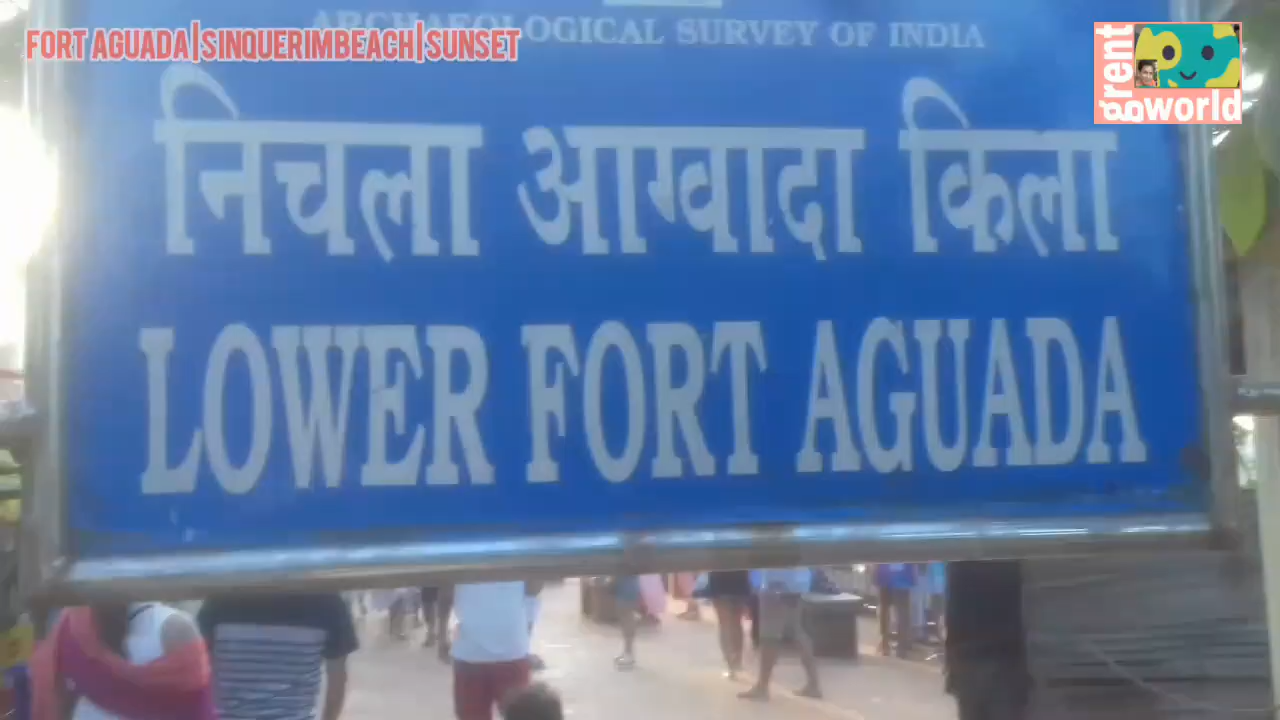 ARCHAEOLOGICAL SURVEY OF INDIA
FORT AGUADA|SINQUERIMBEACH|SUNSET
grent
world
निचला आग्वादा किला
LOWER FORT AGUADA